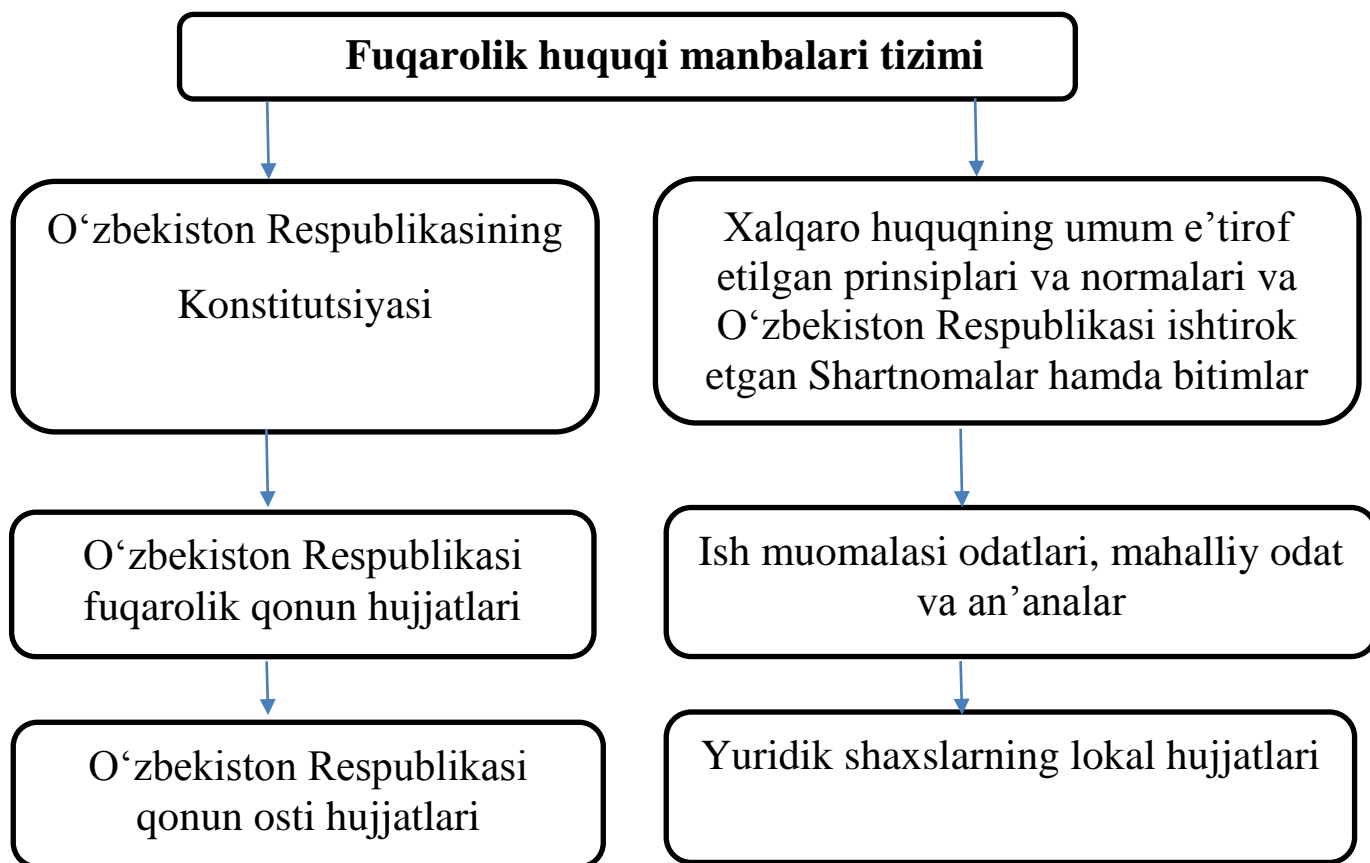 Fuqarolik huquqi manbalari tizimi
O‘zbekiston Respublikasining
Konstitutsiyasi
Xalqaro huquqning umum e’tirof
etilgan prinsiplari va normalari va
O‘zbekiston Respublikasi ishtirok
etgan Shartnomalar hamda bitimlar
O‘zbekiston Respublikasi
fuqarolik qonun hujjatlari
Ish muomalasi odatlari, mahalliy odat
va an’analar
O‘zbekiston Respublikasi
qonun osti hujjatlari
Yuridik shaxslarning lokal hujjatlari